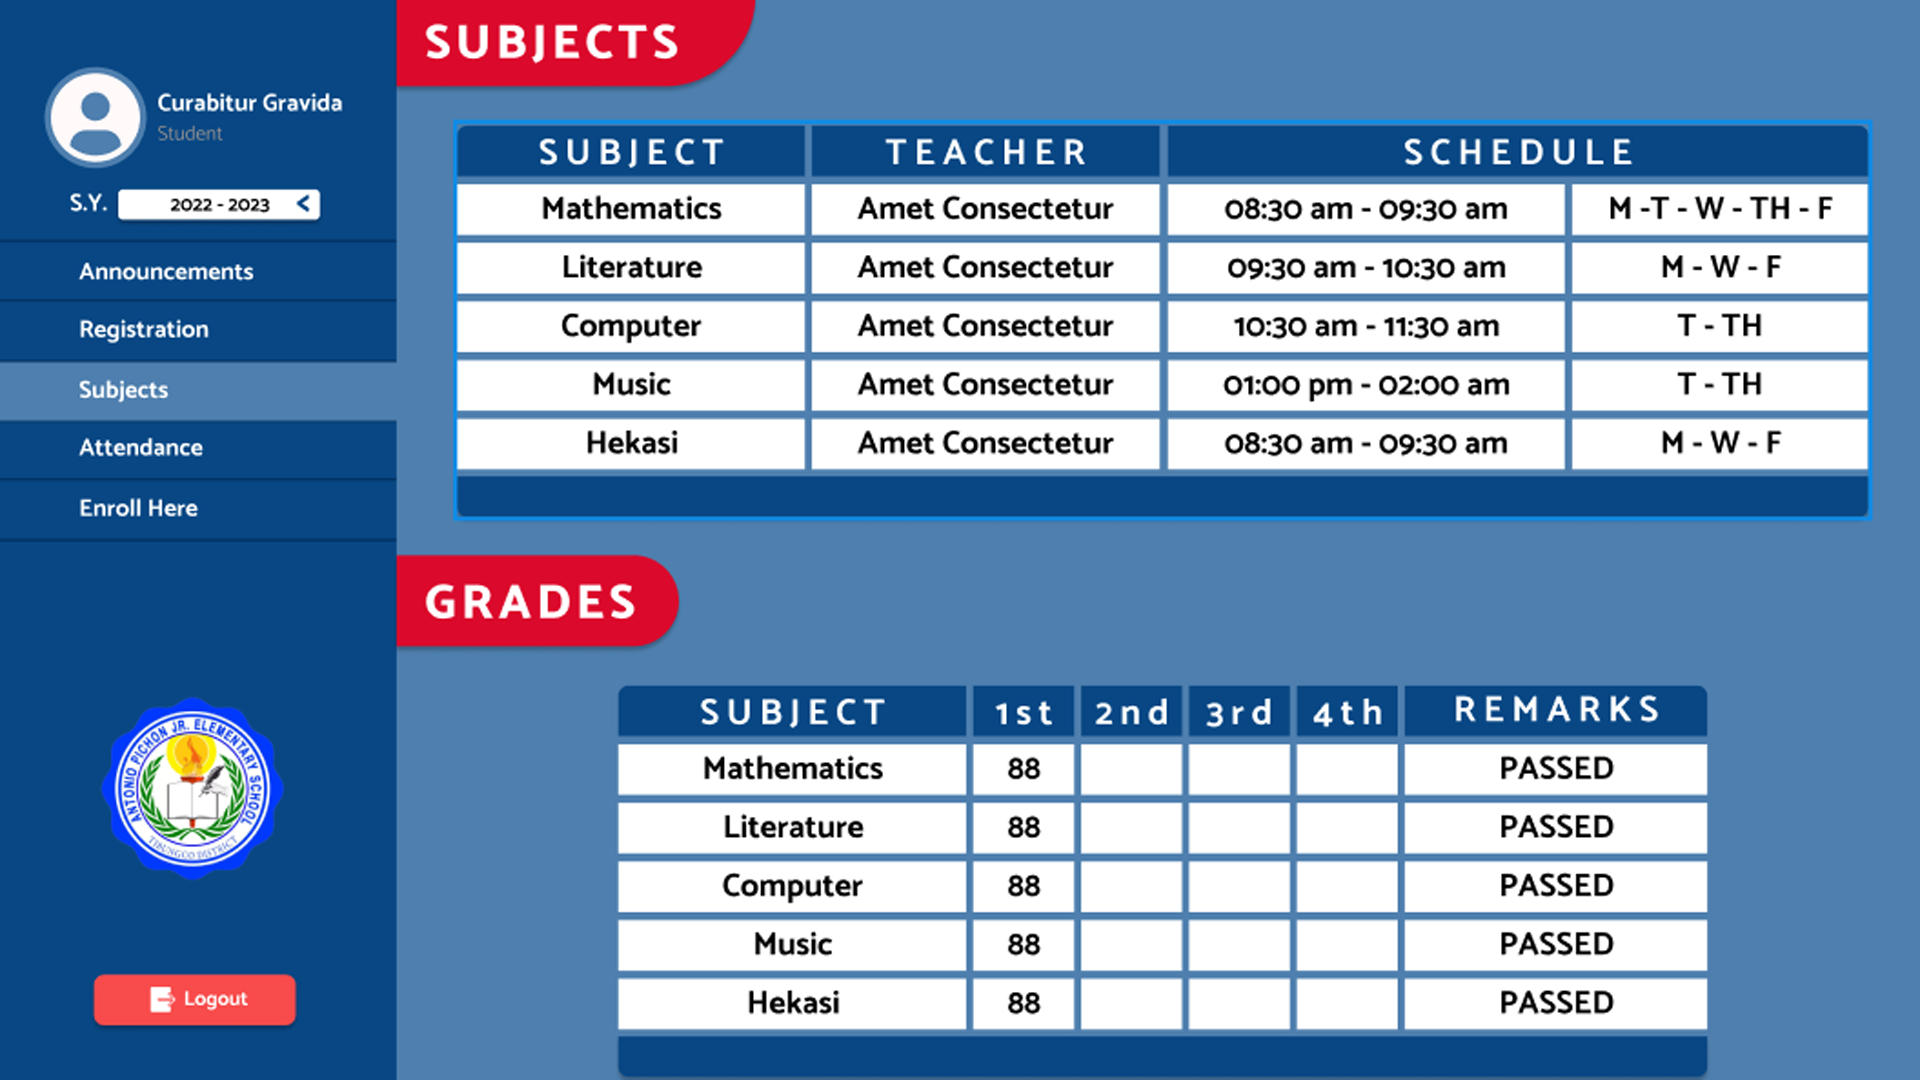 Curabitur Gravida
Student
S.Y. 2022 - 2023 <
Announcements
Registration
Subjects
Attendance
Enroll Here
ANTONIO PICHON JR. ELEMENTARY SCHOOL
TIBUNGCO DISTRICT
Logout
SUBJECTS
SUBJECT TEACHER SCHEDULE
Mathematics Amet Consectetur 08:30 am - 09:30 am M -T - W - TH - F
Literature Amet Consectetur 09:30 am - 10:30 am M - W - F
Computer Amet Consectetur 10:30 am - 11:30 am T - TH
Music Amet Consectetur 01:00 pm - 02:00 am T - TH
Hekasi Amet Consectetur 08:30 am - 09:30 am M - W - F
GRADES
SUBJECT 1st 2nd 3rd 4th REMARKS
Mathematics 88 PASSED
Literature 88 PASSED
Computer 88 PASSED
Music 88 PASSED
Hekasi 88 PASSED